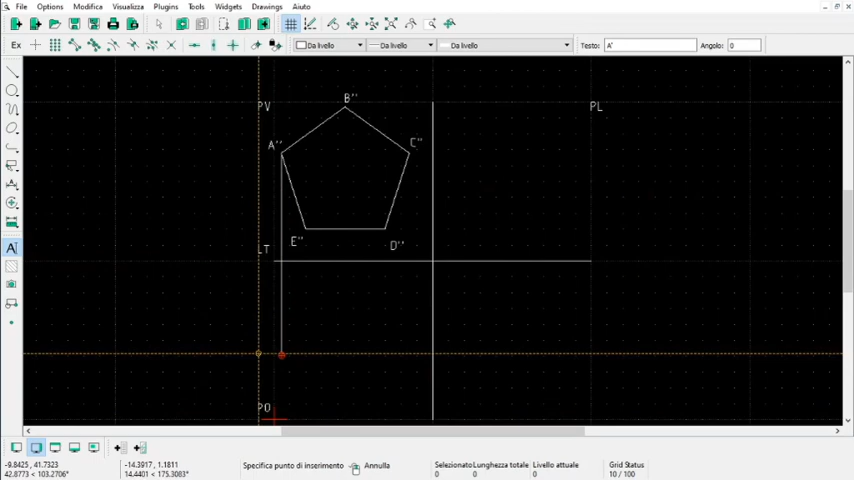 File Options Modifica Visualizza Plugins Tools Widgets Drawings Aiuto
Ex Da livello Da livello Da livello Testo: A' Angolo: 0
PV B'' PL
A'' C''
E'' D''
LT
PO
-9.8425, 41.7323 -14.3917, 1.1811 Specifica punto di inserimento Annulla Selezionato Lunghezza totale Livello attuale Grid Status
42.8773 < 103.2706° 14.4401 < 175.3083° 0 0 0 10 / 100